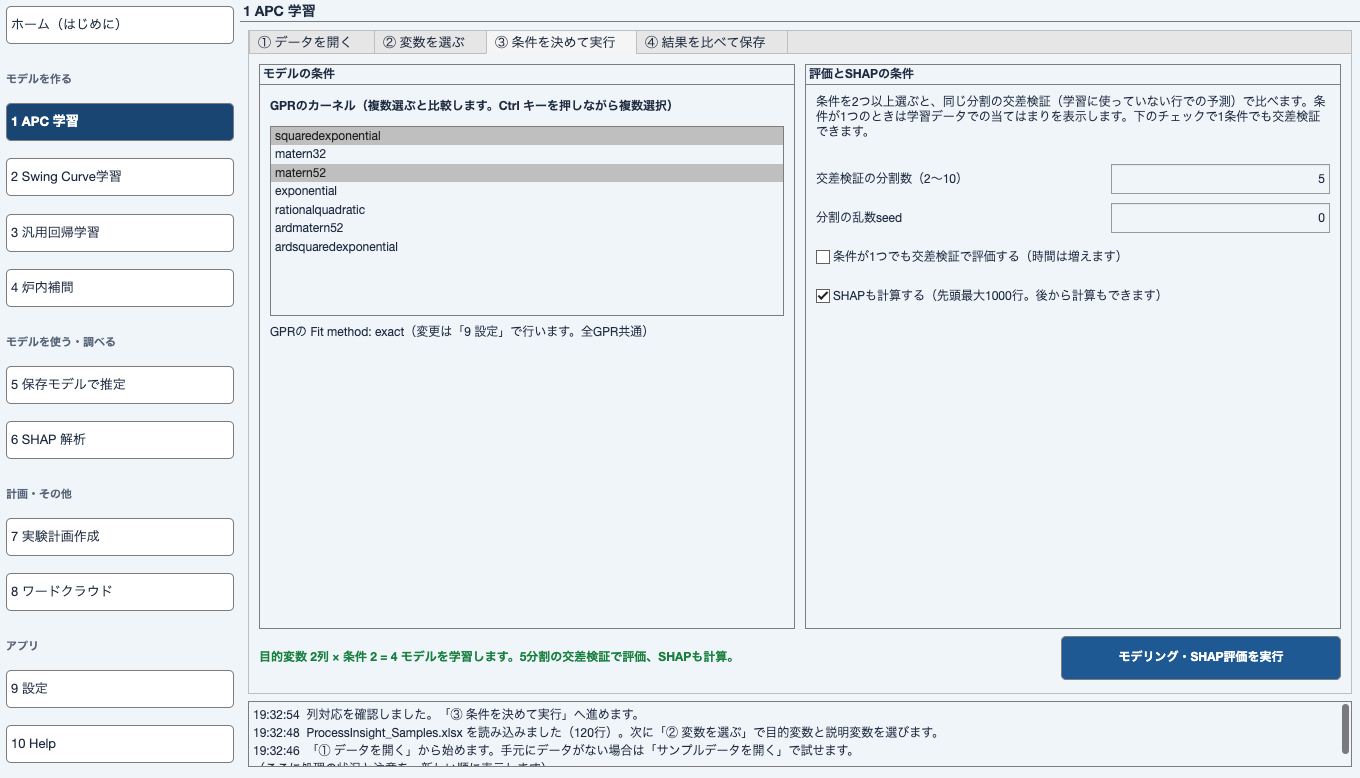 ホーム（はじめに）
モデルを作る
1 APC 学習
2 Swing Curve学習
3 汎用回帰学習
4 炉内補間
モデルを使う・調べる
5 保存モデルで推定
6 SHAP 解析
計画・その他
7 実験計画作成
8 ワードクラウド
アプリ
9 設定
10 Help
1 APC 学習
① データを開く
② 変数を選ぶ
③ 条件を決めて実行
④ 結果を比べて保存
モデルの条件
GPRのカーネル（複数選ぶと比較します。Ctrl キーを押しながら複数選択）
squaredexponential
matern32
matern52
exponential
rationalquadratic
ardmatern52
ardsquaredexponential
GPRの Fit method: exact（変更は「9 設定」で行います。全GPR共通）
評価とSHAPの条件
条件を2つ以上選ぶと、同じ分割の交差検証（学習に使っていない行での予測）で比べます。条
件が1つのときは学習データでの当てはまりを表示します。下のチェックで1条件でも交差検証
できます。
交差検証の分割数（2〜10）
5
分割の乱数seed
0
条件が1つでも交差検証で評価する（時間は増えます）
SHAPも計算する（先頭最大1000行。後から計算もできます）
目的変数 2列 × 条件 2 = 4 モデルを学習します。5分割の交差検証で評価、SHAPも計算。
モデリング・SHAP評価を実行
19:32:54 列対応を確認しました。「③ 条件を決めて実行」へ進めます。
19:32:48 ProcessInsight_Samples.xlsx を読み込みました（120行）。次に「② 変数を選ぶ」で目的変数と説明変数を選びます。
19:32:46 「① データを開く」から始めます。手元にデータがない場合は「サンプルデータを開く」で試せます。